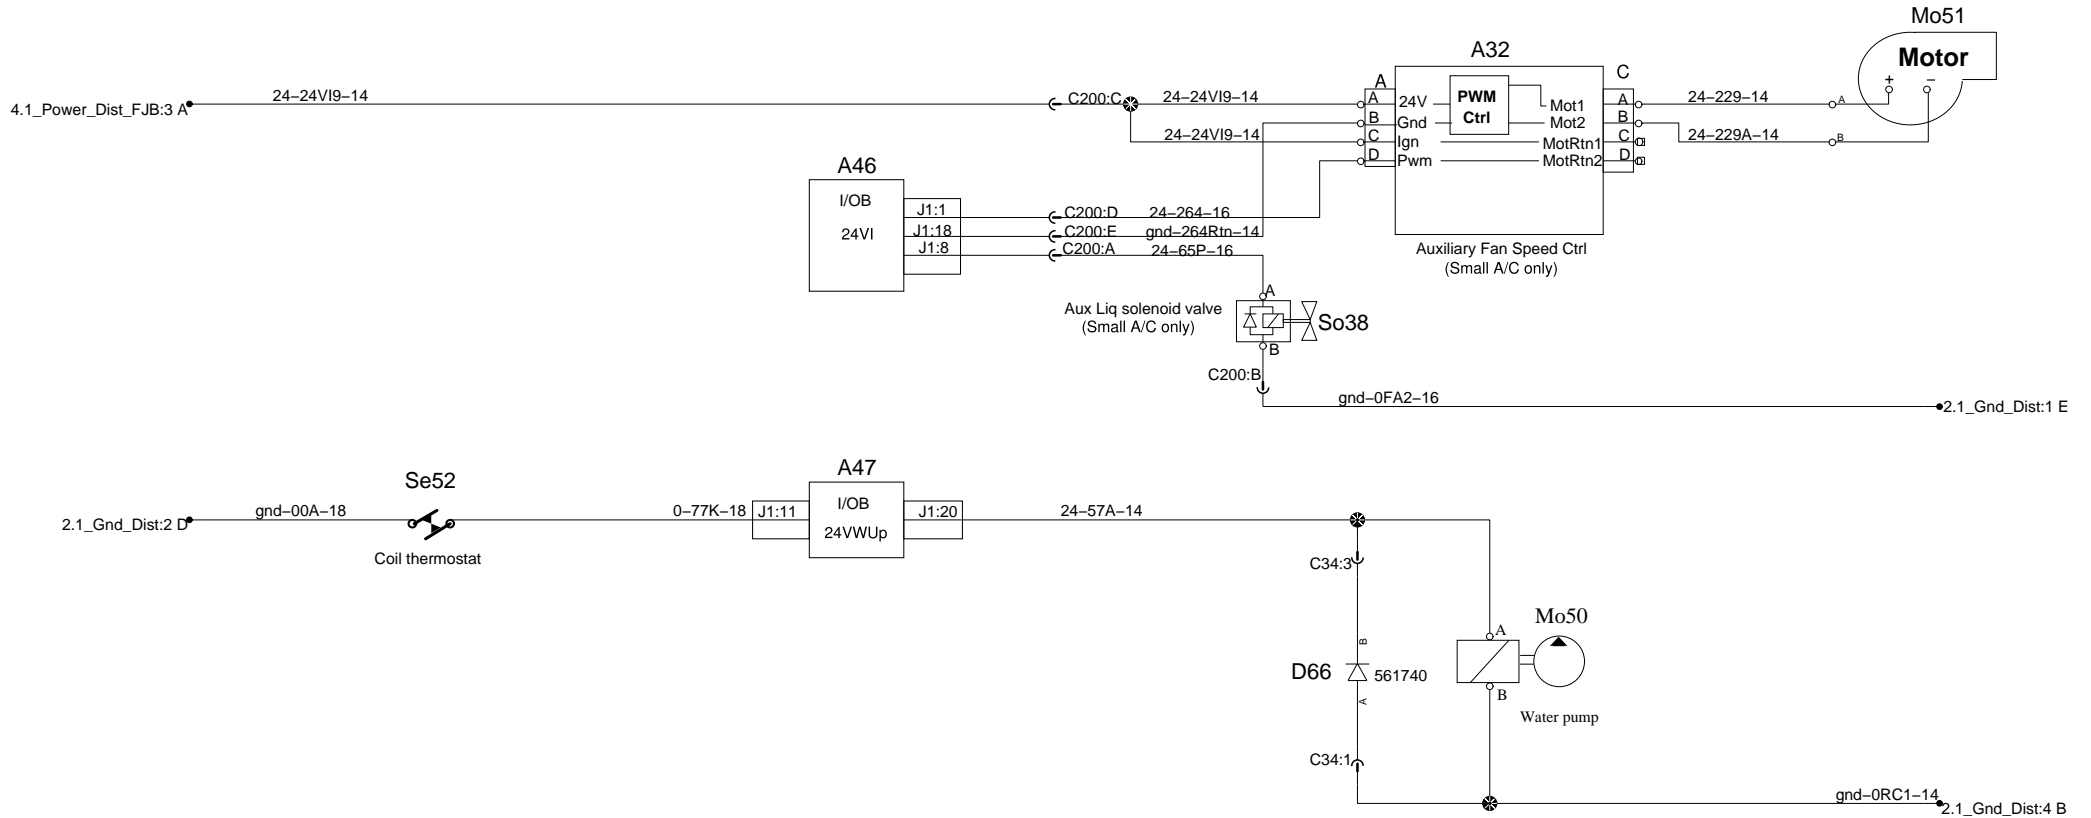 Mo51
Motor
+ −
A32
4.1_Power_Dist_FJB:3 A
24−24VI9−14
C200:C
24−24VI9−14
24−24VI9−14
A
A
B
C
D
24V
Gnd
Ign
Pwm
PWM
Ctrl
Mot1
Mot2
MotRtn1
MotRtn2
C
A
B
C
D
24−229−14
A
24−229A−14
B
Auxiliary Fan Speed Ctrl
(Small A/C only)
A46
I/OB
24VI
J1:1
J1:18
J1:8
C200:D
24−264−16
C200:E
gnd−264Rtn−14
C200:A
24−65P−16
A
Aux Liq solenoid valve
(Small A/C only)
So38
B
C200:B
gnd−0FA2−16
2.1_Gnd_Dist:1 E
2.1_Gnd_Dist:2 D
gnd−00A−18
Se52
Coil thermostat
0−77K−18
J1:11
A47
I/OB
24VWUp
J1:20
24−57A−14
C34:3
B
D66
561740
A
C34:1
A
Mo50
B
Water pump
gnd−0RC1−14
2.1_Gnd_Dist:4 B